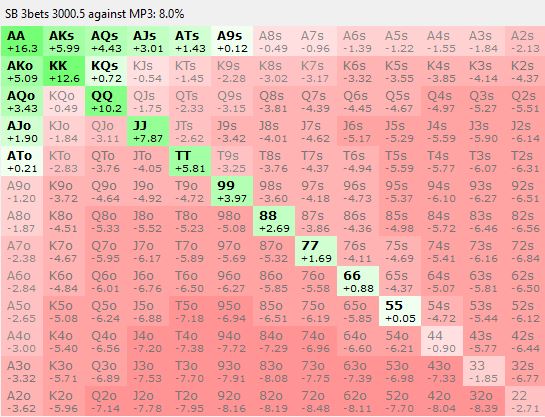 SB 3bets 3000.5 against MP3: 8.0%
AA AKs AQs AJs ATs A9s A8s A7s A6s A5s A4s A3s A2s
+16.3 +5.99 +4.43 +3.01 +1.43 +0.12 -0.49 -0.96 -1.39 -1.22 -1.55 -1.84 -2.13
AKo KK KQs KJs KTs K9s K8s K7s K6s K5s K4s K3s K2s
+5.09 +12.6 +0.72 -0.54 -1.45 -2.28 -3.02 -3.17 -3.32 -3.55 -3.85 -4.14 -4.37
AQo KQo QQ QJs QTs Q9s Q8s Q7s Q6s Q5s Q4s Q3s Q2s
+3.43 -0.49 +10.2 -1.75 -2.33 -3.15 -3.81 -4.39 -4.45 -4.67 -4.97 -5.27 -5.51
AJo KJo QJo JJ JTs J9s J8s J7s J6s J5s J4s J3s J2s
+1.90 -1.84 -3.11 +7.87 -2.62 -3.42 -4.01 -4.62 -5.17 -5.29 -5.59 -5.90 -6.14
ATo KTo QTo JTo TT T9s T8s T7s T6s T5s T4s T3s T2s
+0.21 -2.83 -3.76 -4.05 +5.81 -3.25 -3.76 -4.37 -4.94 -5.59 -5.77 -6.07 -6.31
A9o K9o Q9o J9o T9o 99 98s 97s 96s 95s 94s 93s 92s
-1.20 -3.72 -4.64 -4.92 -4.72 +3.97 -3.60 -4.18 -4.73 -5.37 -6.10 -6.27 -6.51
A8o K8o Q8o J8o T8o 98o 88 87s 86s 85s 84s 83s 82s
-1.87 -4.51 -5.33 -5.52 -5.23 -5.08 +2.69 -3.86 -4.36 -4.98 -5.72 -6.46 -6.56
A7o K7o Q7o J7o T7o 97o 87o 77 76s 75s 74s 73s 72s
-2.38 -4.67 -5.95 -6.17 -5.89 -5.69 -5.32 +1.69 -4.11 -4.69 -5.41 -6.16 -6.84
A6o K6o Q6o J6o T6o 96o 86o 76o 66 65s 64s 63s 62s
-2.84 -4.84 -6.01 -6.76 -6.50 -6.27 -5.85 -5.58 +0.88 -4.37 -5.07 -5.81 -6.50
A5o K5o Q5o J5o T5o 95o 85o 75o 65o 55 54s 53s 52s
-2.65 -5.08 -6.24 -6.88 -7.18 -6.94 -6.51 -6.19 -5.85 +0.05 -4.72 -5.44 -6.12
A4o K4o Q4o J4o T4o 94o 84o 74o 64o 54o 44 43s 42s
-3.00 -5.40 -6.56 -7.20 -7.38 -7.72 -7.29 -6.96 -6.60 -6.21 -0.90 -5.77 -6.44
A3o K3o Q3o J3o T3o 93o 83o 73o 63o 53o 43o 33 32s
-3.32 -5.71 -6.89 -7.53 -7.70 -7.91 -8.08 -7.75 -7.39 -6.98 -7.33 -1.85 -6.77
A2o K2o Q2o J2o T2o 92o 82o 72o 62o 52o 42o 32o 22
-3.62 -5.96 -7.14 -7.78 -7.95 -8.16 -8.19 -8.48 -8.11 -7.70 -8.04 -8.39 -2.71